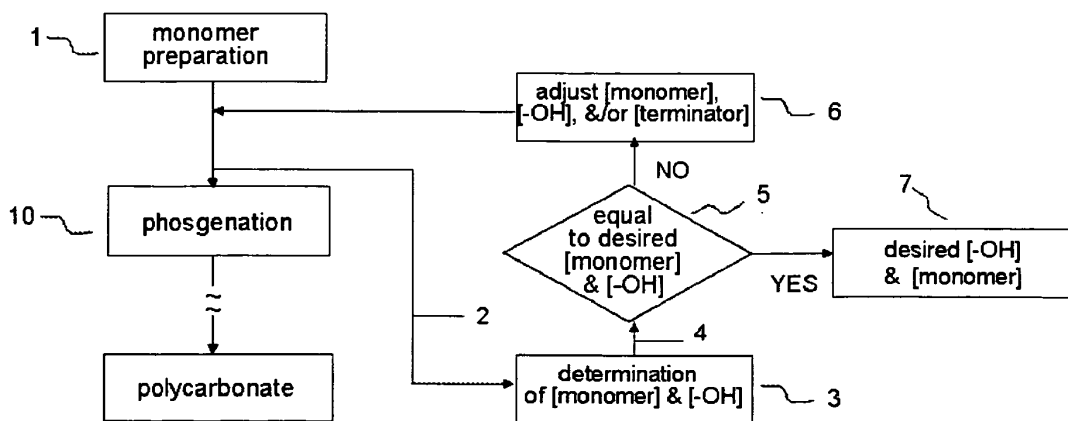 1
monomer
preparation
adjust [monomer],
[-OH], &/or [terminator]
6
NO
10
phosgenation
5
equal
to desired
[monomer]
& [-OH]
YES
7
desired [-OH]
& [monomer]
2
4
polycarbonate
determination
of [monomer] & [-OH]
3